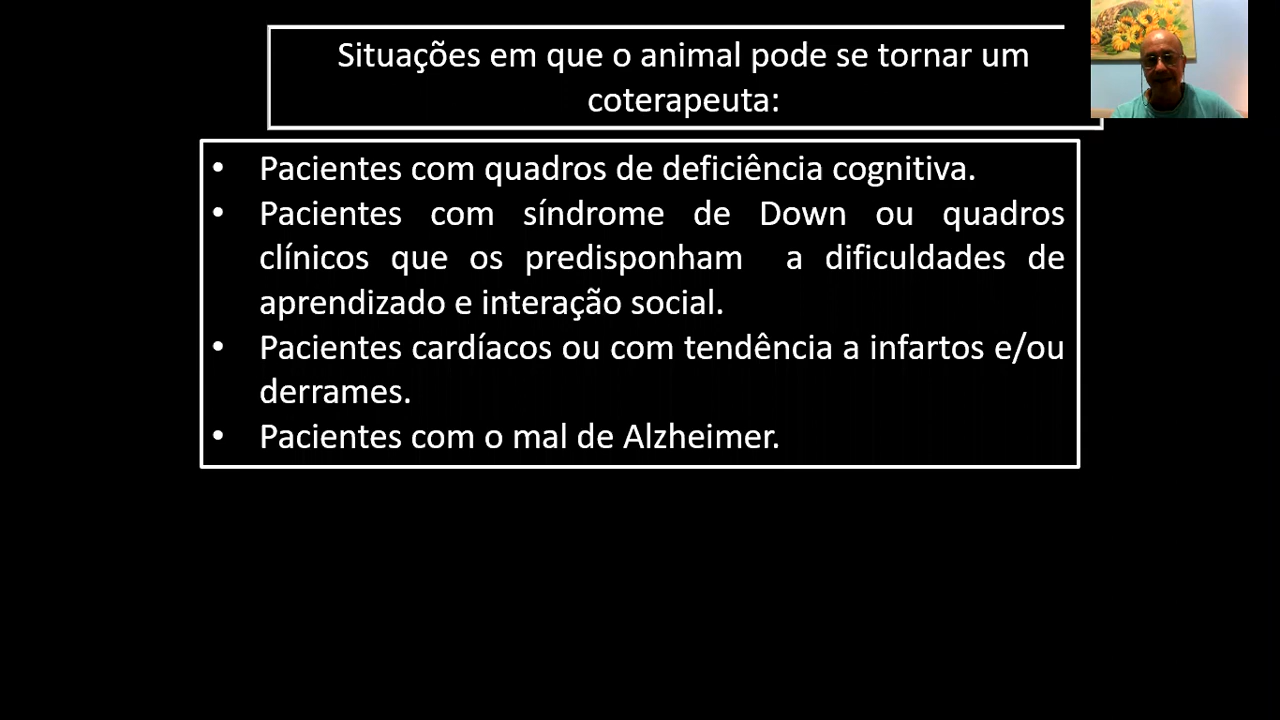 Situações em que o animal pode se tornar um
coterapeuta:
• Pacientes com quadros de deficiência cognitiva.
• Pacientes com síndrome de Down ou quadros
clínicos que os predisponham a dificuldades de
aprendizado e interação social.
• Pacientes cardíacos ou com tendência a infartos e/ou
derrames.
• Pacientes com o mal de Alzheimer.